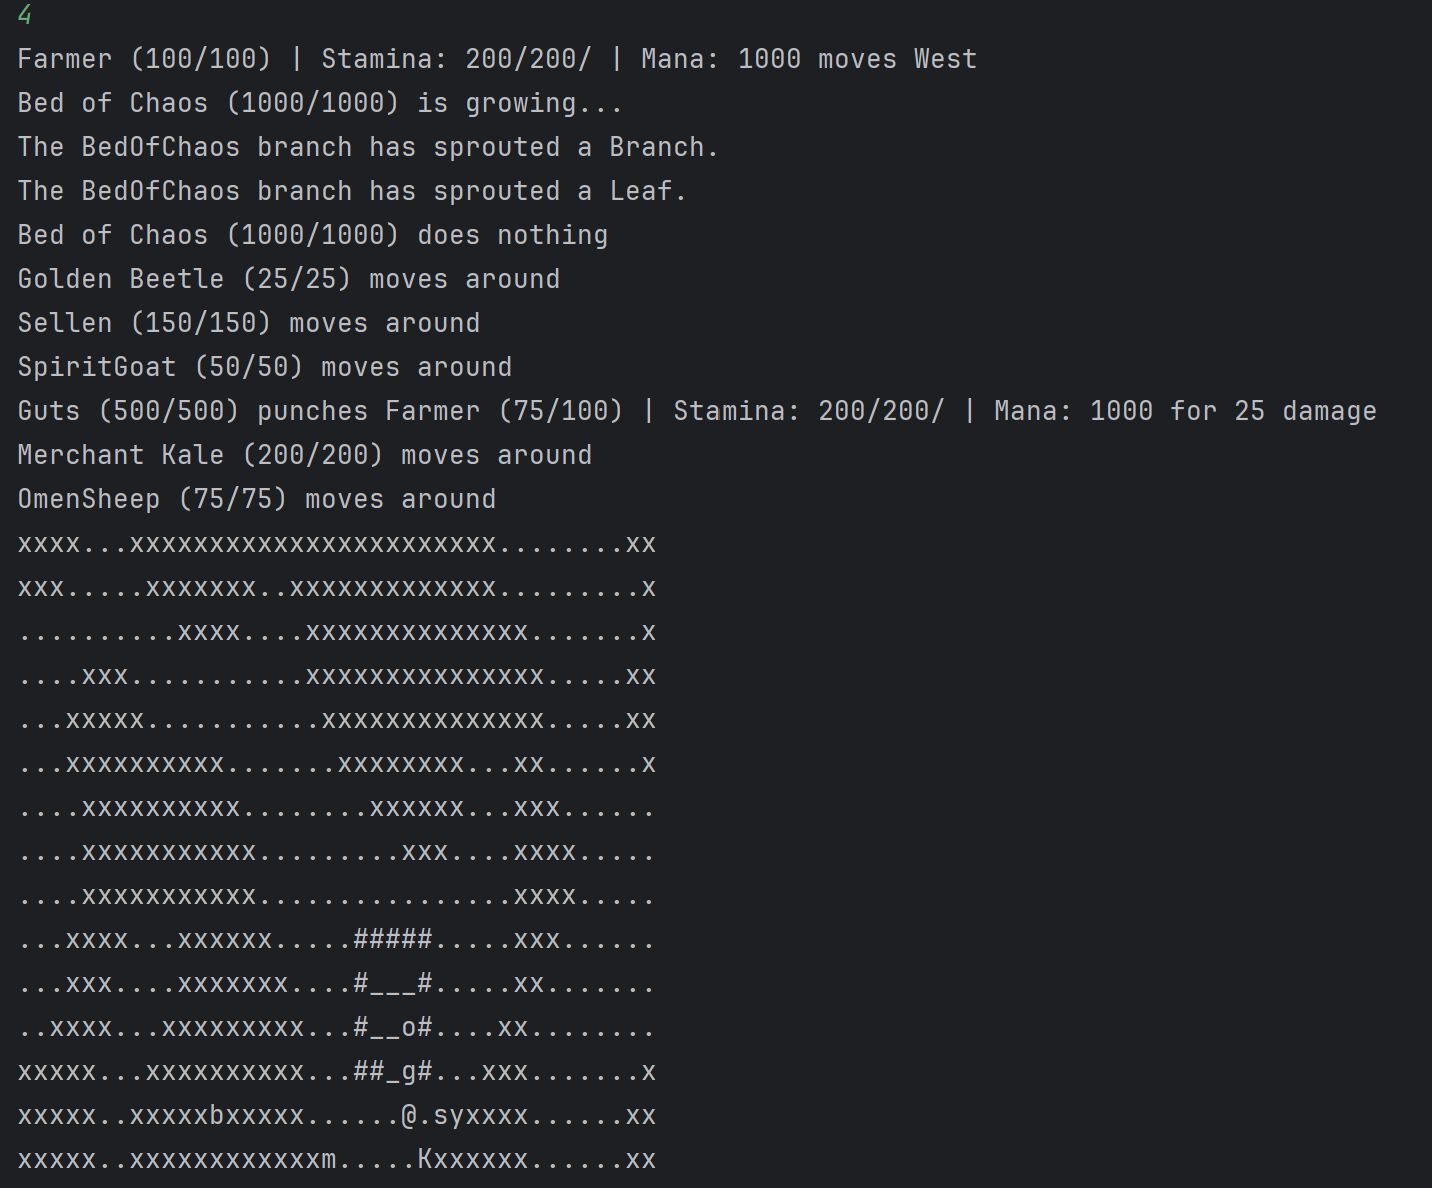 4
Farmer (100/100) | Stamina: 200/200/ | Mana: 1000 moves West
Bed of Chaos (1000/1000) is growing...
The BedOfChaos branch has sprouted a Branch.
The BedOfChaos branch has sprouted a Leaf.
Bed of Chaos (1000/1000) does nothing
Golden Beetle (25/25) moves around
Sellen (150/150) moves around
SpiritGoat (50/50) moves around
Guts (500/500) punches Farmer (75/100) | Stamina: 200/200/ | Mana: 1000 for 25 damage
Merchant Kale (200/200) moves around
OmenSheep (75/75) moves around
xxxx...xxxxxxxxxxxxxxxxxxxxxxx........xx
xxx.....xxxxxxx..xxxxxxxxxxxxx.........x
..........xxxx....xxxxxxxxxxxxxx.......x
....xxx...........xxxxxxxxxxxxxxx.....xx
...xxxxx...........xxxxxxxxxxxxxx.....xx
...xxxxxxxxxx.......xxxxxxxx...xx......x
....xxxxxxxxxx........xxxxxx...xxx......
....xxxxxxxxxxx.........xxx....xxxx.....
....xxxxxxxxxxx................xxxx.....
...xxxx...xxxxxx.....#####.....xxx......
...xxx....xxxxxxx....#___#.....xx.......
..xxxx...xxxxxxxxx...#__o#....xx........
xxxxx...xxxxxxxxxx...##_g#...xxx.......x
xxxxx..xxxxxbxxxxx......@.syxxxx......xx
xxxxx..xxxxxxxxxxxxm.....Kxxxxxx......xx